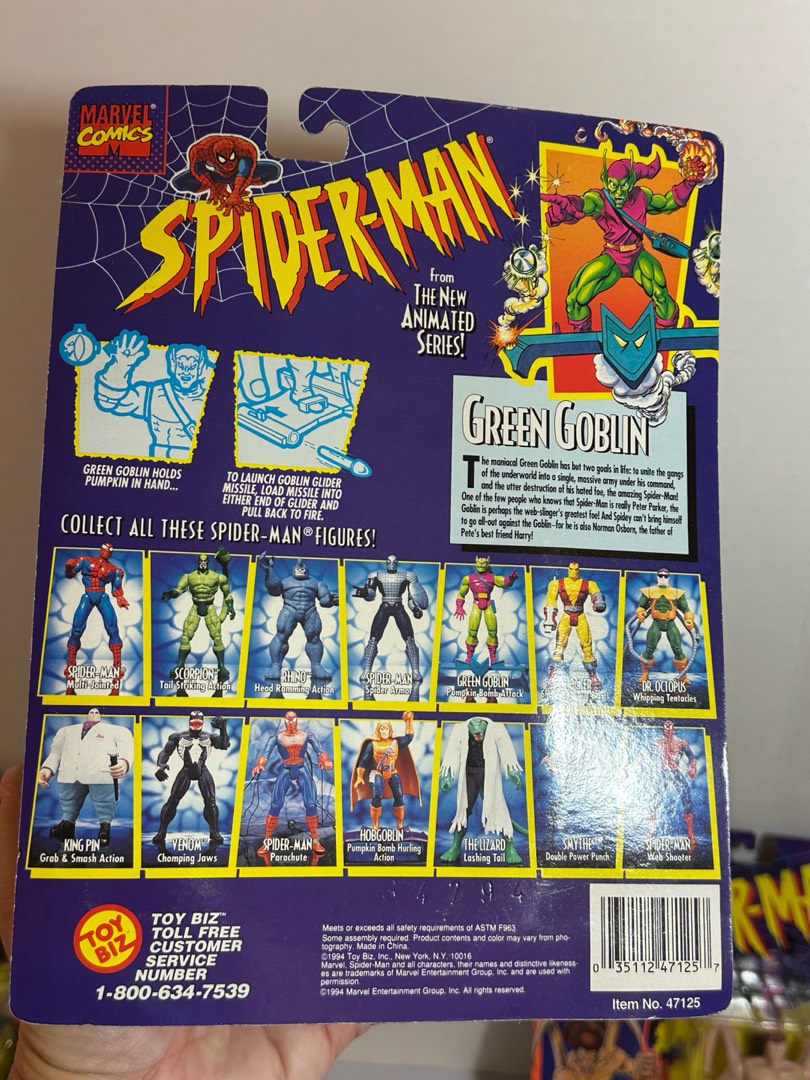 MARVEL®
COMICS
M
SPIDER-MAN®
from
THE NEW
ANIMATED
SERIES!
GREEN GOBLIN HOLDS
PUMPKIN IN HAND...
TO LAUNCH GOBLIN GLIDER
MISSILE, LOAD MISSILE INTO
EITHER END OF GLIDER AND
PULL BACK TO FIRE.
GREEN GOBLIN
The maniacal Green Goblin has but two goals in life: to unite the gangs
of the underworld into a single, massive army under his command,
and the utter destruction of his hated foe, the amazing Spider-Man!
One of the few people who knows that Spider-Man is really Peter Parker, the
Goblin is perhaps the web-slinger's greatest foe! And Spidey can't bring himself
to go all-out against the Goblin–for he is also Norman Osborn, the father of
Pete's best friend Harry!
COLLECT ALL THESE SPIDER-MAN® FIGURES!
SPIDER-MAN®
Multi-Jointed
SCORPION™
Tail Striking Action
RHINO™
Head Ramming Action
SPIDER-MAN®
Spider Armor
GREEN GOBLIN
Pumpkin Bomb Attack
DR. OCTOPUS
Whipping Tentacles
KING PIN™
Grab & Smash Action
VENOM™
Chomping Jaws
SPIDER-MAN®
Parachute
HOBGOBLIN™
Pumpkin Bomb Hurling
Action
THE LIZARD
Lashing Tail
SMYTHE™
Double Power Punch
SPIDER-MAN
Web Shooter
TOY
BIZ
TOY BIZ™
TOLL FREE
CUSTOMER
SERVICE
NUMBER
1-800-634-7539
Meets or exceeds all safety requirements of ASTM F963.
Some assembly required. Product contents and color may vary from pho-
tography. Made in China.
©1994 Toy Biz, Inc., New York, N.Y. 10016
Marvel, Spider-Man and all characters, their names and distinctive likeness-
es are trademarks of Marvel Entertainment Group, Inc. and are used with
permission.
©1994 Marvel Entertainment Group, Inc. All rights reserved.
0 35112 47125 7
Item No. 47125
R-MA